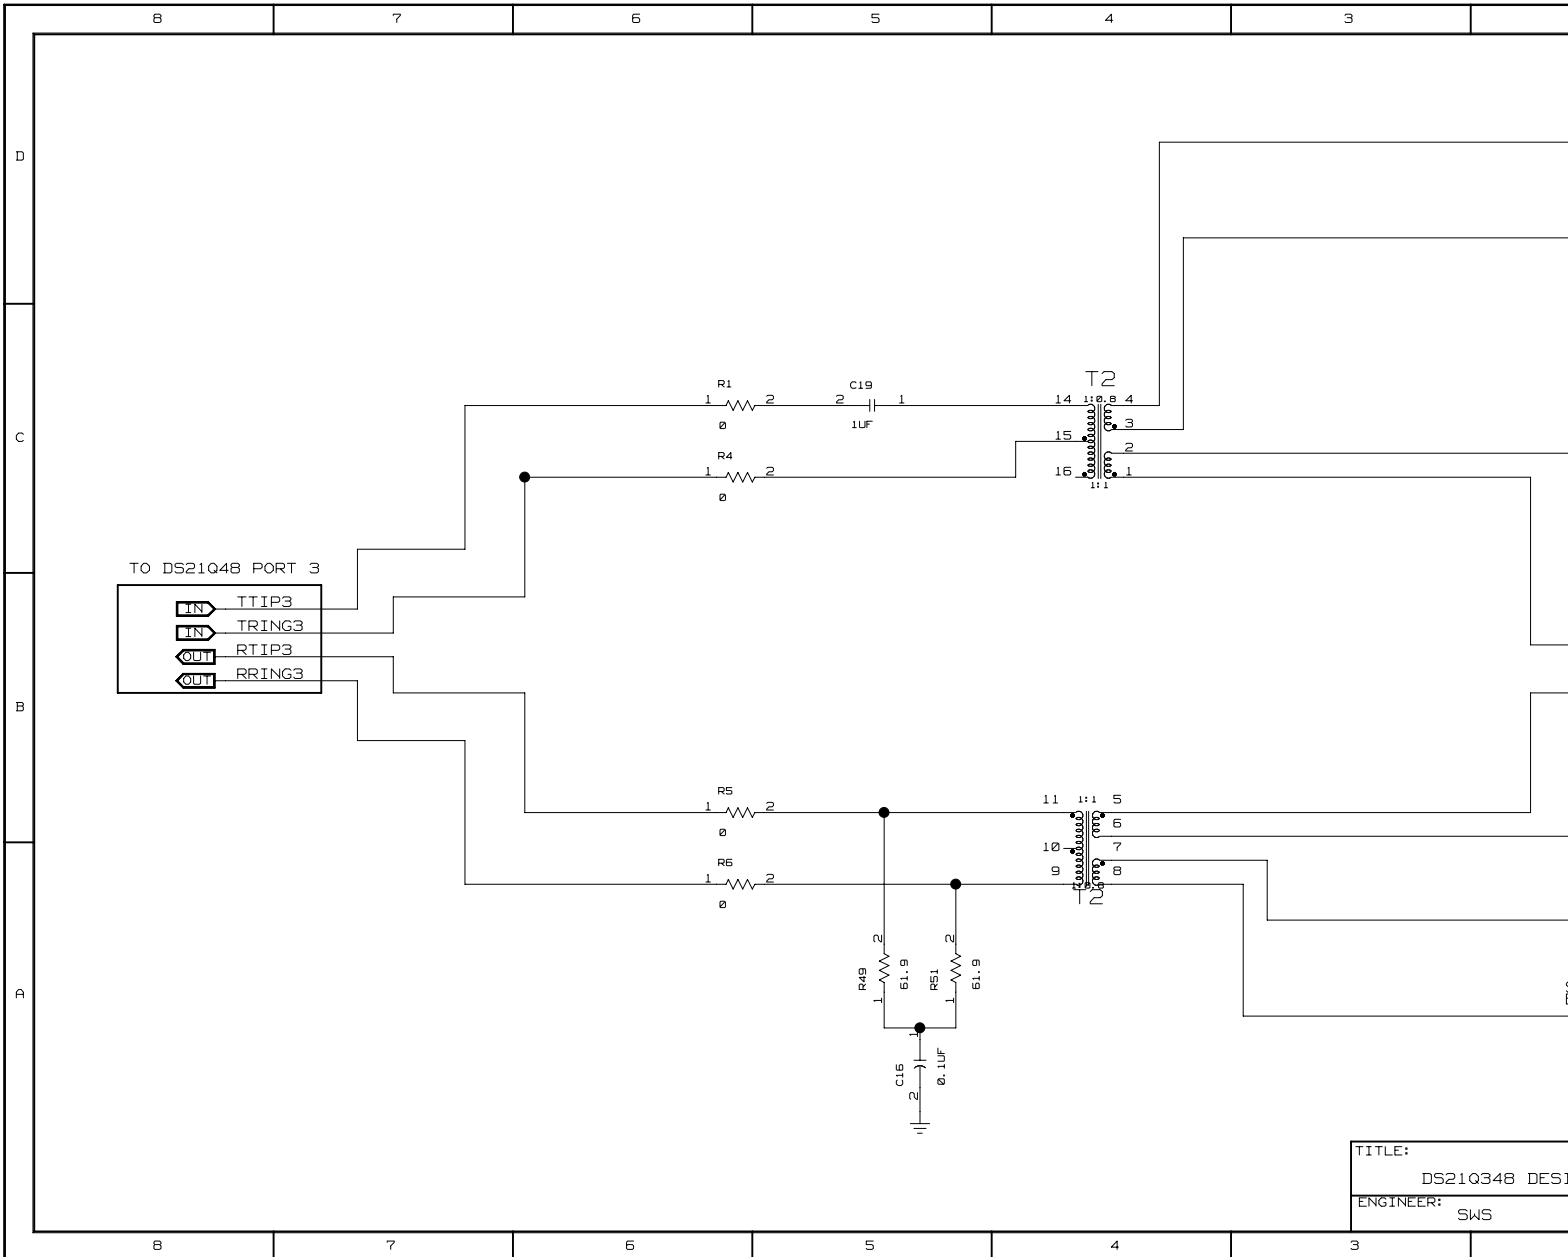 8 7 6 5 4 3
D
C
B
A
R1
1 2
0
C19
2 1
1UF
T2
14 1:0.8 4
3
15
2
16 1
1:1
R4
1 2
0
TO DS21Q48 PORT 3
IN TTIP3
IN TRING3
OUT RTIP3
OUT RRING3
R5
1 2
0
11 1:1 5
6
10 7
9 8
T2
R6
1 2
0
2 2
R49 61.9 R51 61.9
1 1
1
C16 0.1UF
2
TITLE:
DS21Q348 DESI
ENGINEER:
SWS
8 7 6 5 4 3